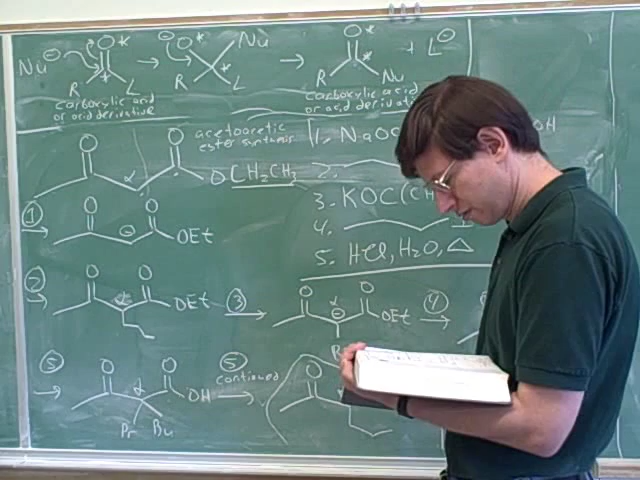 Nu⊖ O* R * L → ⊖O* Nu R * L → O* R * Nu + L⊖
carboxylic acid
or acid derivative
carboxylic acid
or acid derivative
acetoacetic
ester synthesis
O O α OCH₂CH₃
1. NaO
2.
3. KOC(CH
4. I
5. HCl, H₂O, △
① O O ⊖ OEt
② O O α OEt
③ O α O ⊖ OEt
④
⑤ O α O OH Pr Bu
⑤
continued
O